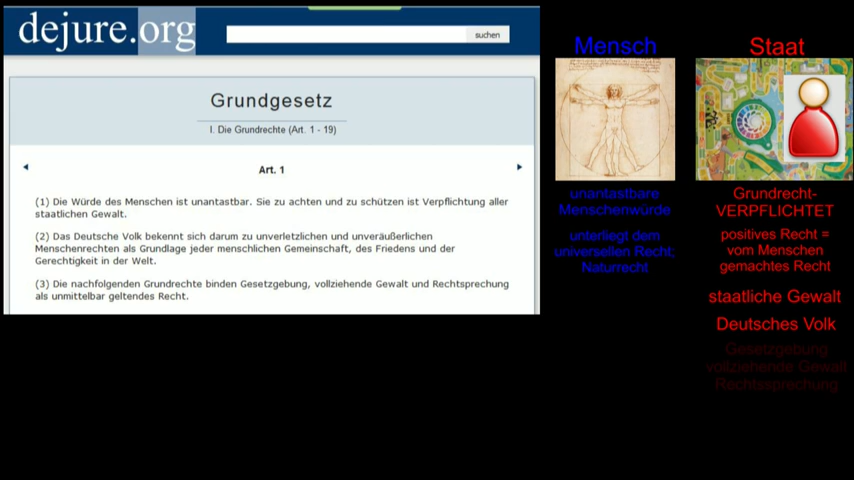 dejure.org
suchen
Grundgesetz
I. Die Grundrechte (Art. 1 - 19)
Art. 1
(1) Die Würde des Menschen ist unantastbar. Sie zu achten und zu schützen ist Verpflichtung aller
staatlichen Gewalt.
(2) Das Deutsche Volk bekennt sich darum zu unverletzlichen und unveräußerlichen
Menschenrechten als Grundlage jeder menschlichen Gemeinschaft, des Friedens und der
Gerechtigkeit in der Welt.
(3) Die nachfolgenden Grundrechte binden Gesetzgebung, vollziehende Gewalt und Rechtsprechung
als unmittelbar geltendes Recht.
Mensch
unantastbare
Menschenwürde
unterliegt dem
universellen Recht;
Naturrecht
Staat
Grundrecht-
VERPFLICHTET
positives Recht =
vom Menschen
gemachtes Recht
staatliche Gewalt
Deutsches Volk
Gesetzgebung
vollziehende Gewalt
Rechtssprechung